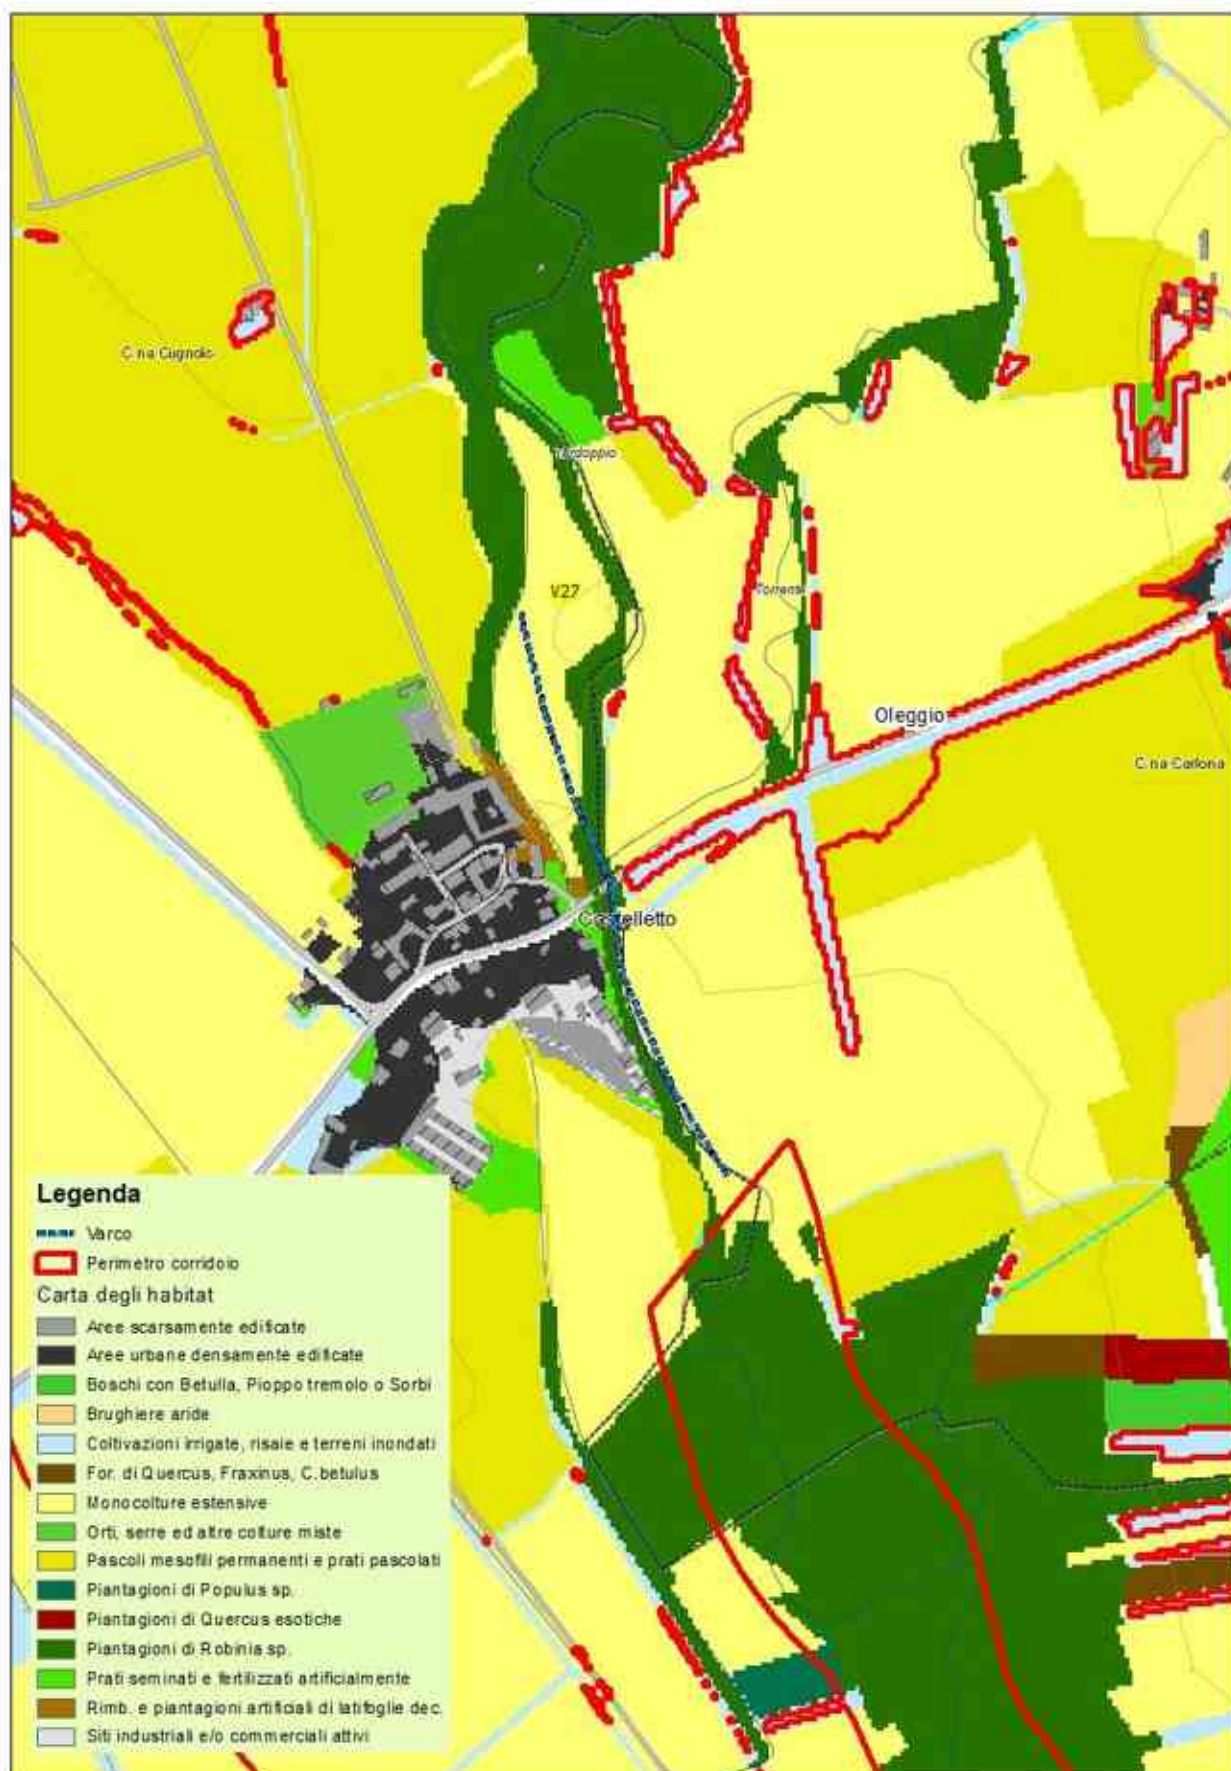 C.na Cugnolo
Terdoppio
V27
Torrente
Oleggio
C.na Carlona
Castelletto
Legenda
Varco
Perimetro corridoio
Carta degli habitat
Aree scarsamente edificate
Aree urbane densamente edificate
Boschi con Betulla, Pioppo tremolo o Sorbi
Brughiere aride
Coltivazioni irrigate, risaie e terreni inondati
For. di Quercus, Fraxinus, C.betulus
Monocolture estensive
Orti, serre ed altre colture miste
Pascoli mesofili permanenti e prati pascolati
Piantagioni di Populus sp.
Piantagioni di Quercus esotiche
Piantagioni di Robinia sp.
Prati seminati e fertilizzati artificialmente
Rimb. e piantagioni artificiali di latifoglie dec.
Siti industriali e/o commerciali attivi